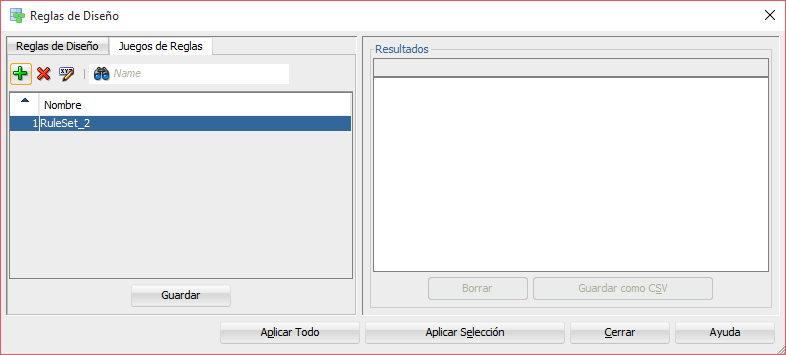 Reglas de Diseño
Reglas de Diseño Juegos de Reglas
XYZ
Name
Nombre
1 RuleSet_2
Guardar
Resultados
Borrar Guardar como CSV
Aplicar Todo Aplicar Selección Cerrar Ayuda